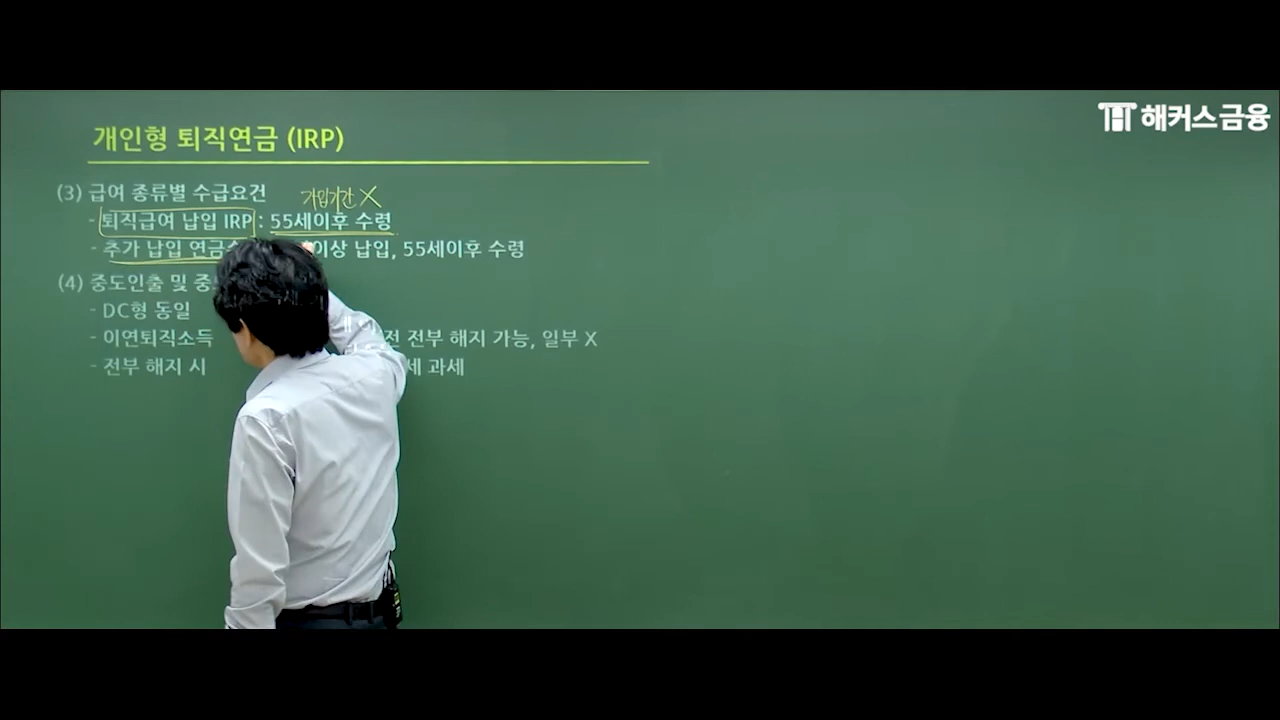 해커스금융
개인형 퇴직연금 (IRP)
(3) 급여 종류별 수급요건
가입기간 X
- 퇴직급여 납입 IRP : 55세이후 수령
- 추가 납입 이상 납입, 55세이후 수령
(4) 중도인출 및
- DC형 동일
- 이연퇴직소득 전 전부 해지 가능, 일부 X
- 전부 해지 시 세 과세